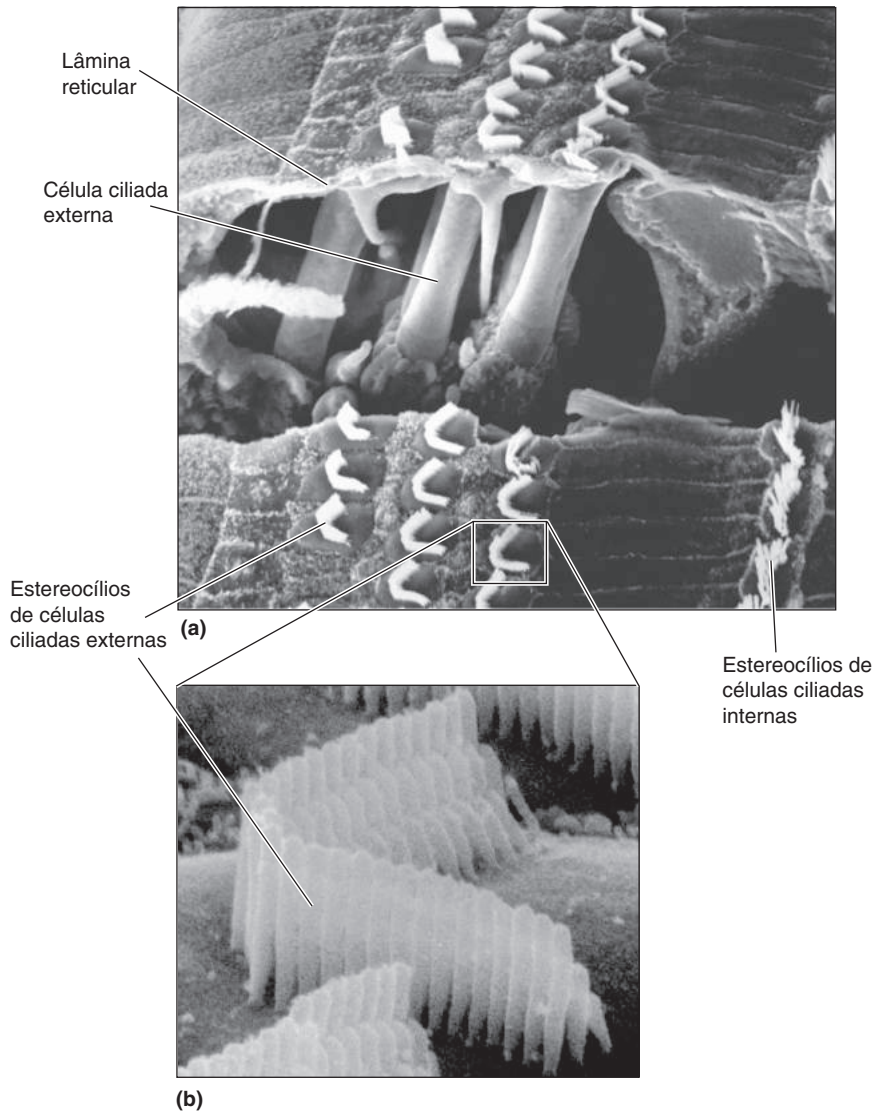 Lâmina
reticular
Célula ciliada
externa
Estereocílios
de células
ciliadas externas
(a)
Estereocílios de
células ciliadas
internas
(b)